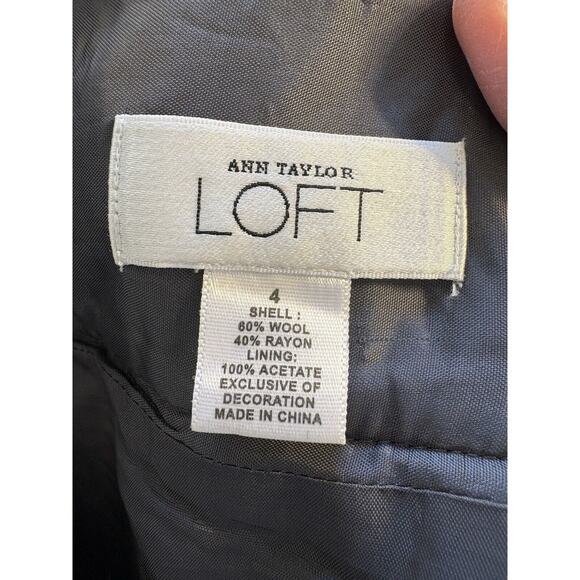 ANN TAYLOR
LOFT
4
SHELL :
60% WOOL
40% RAYON
LINING:
100% ACETATE
EXCLUSIVE OF
DECORATION
MADE IN CHINA